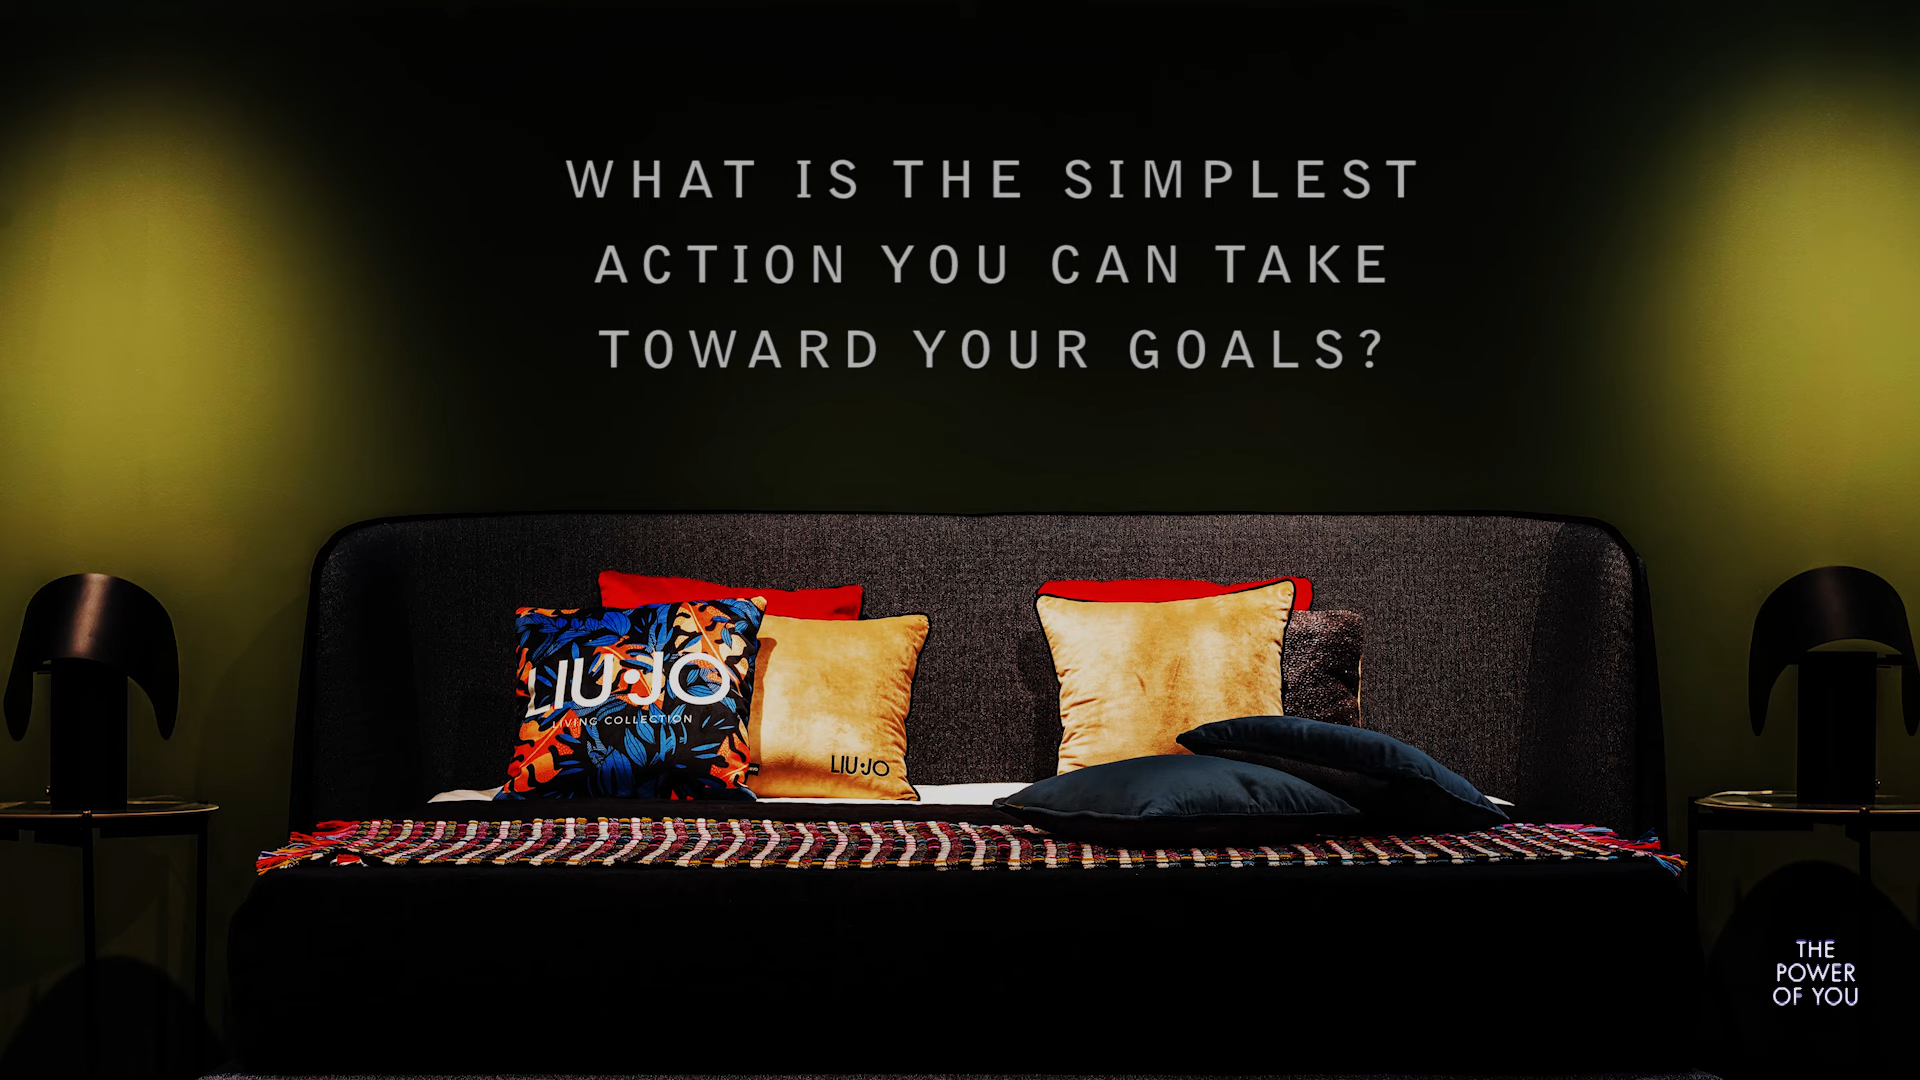 WHAT IS THE SIMPLEST
ACTION YOU CAN TAKE
TOWARD YOUR GOALS?
LIU·JO
LIVING COLLECTION
LIU·JO
THE
POWER
OF YOU